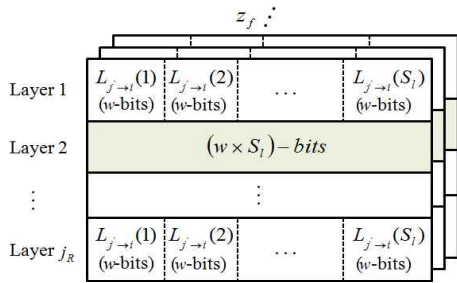 z_f ⋰
Layer 1 L_{j→i}(1) L_{j→i}(2) ... L_{j→i}(S_l)
(w-bits) (w-bits) (w-bits)
Layer 2 (w × S_l) – bits
⋮ ⋮
Layer j_R L_{j→i}(1) L_{j→i}(2) ... L_{j→i}(S_l)
(w-bits) (w-bits) (w-bits)